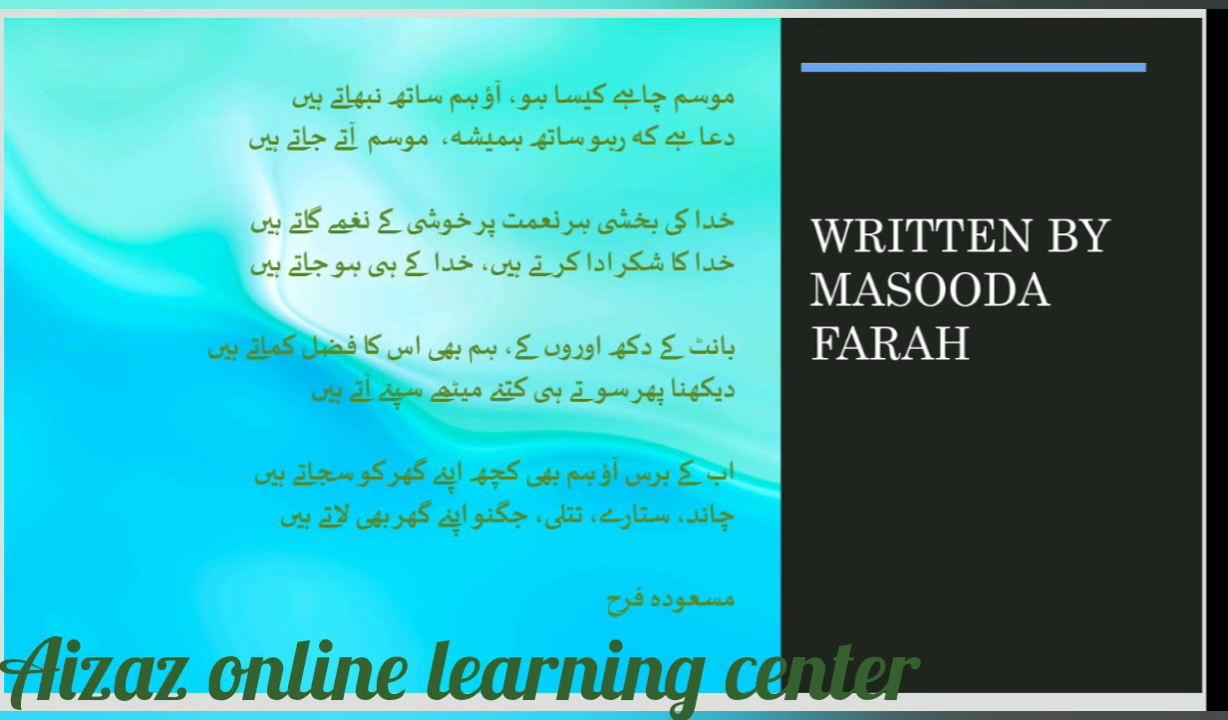 موسم چاہے کیسا ہو، آؤ ہم ساتھ نبھاتے ہیں
دعا ہے کہ رہو ساتھ ہمیشہ، موسم آتے جاتے ہیں
خدا کی بخشی ہر نعمت پر خوشی کے نغمے گاتے ہیں
خدا کا شکر ادا کرتے ہیں، خدا کے ہی ہو جاتے ہیں
بانٹ کے دکھ اوروں کے، ہم بھی اس کا فضل کماتے ہیں
دیکھنا پھر سوتے ہی کتنے میٹھے سپنے آتے ہیں
اب کے برس آؤ ہم بھی کچھ اپنے گھر کو سجاتے ہیں
چاند، ستارے، تتلی، جگنو اپنے گھر بھی لاتے ہیں
مسعودہ فرح
WRITTEN BY
MASOODA
FARAH
Aizaz online learning center